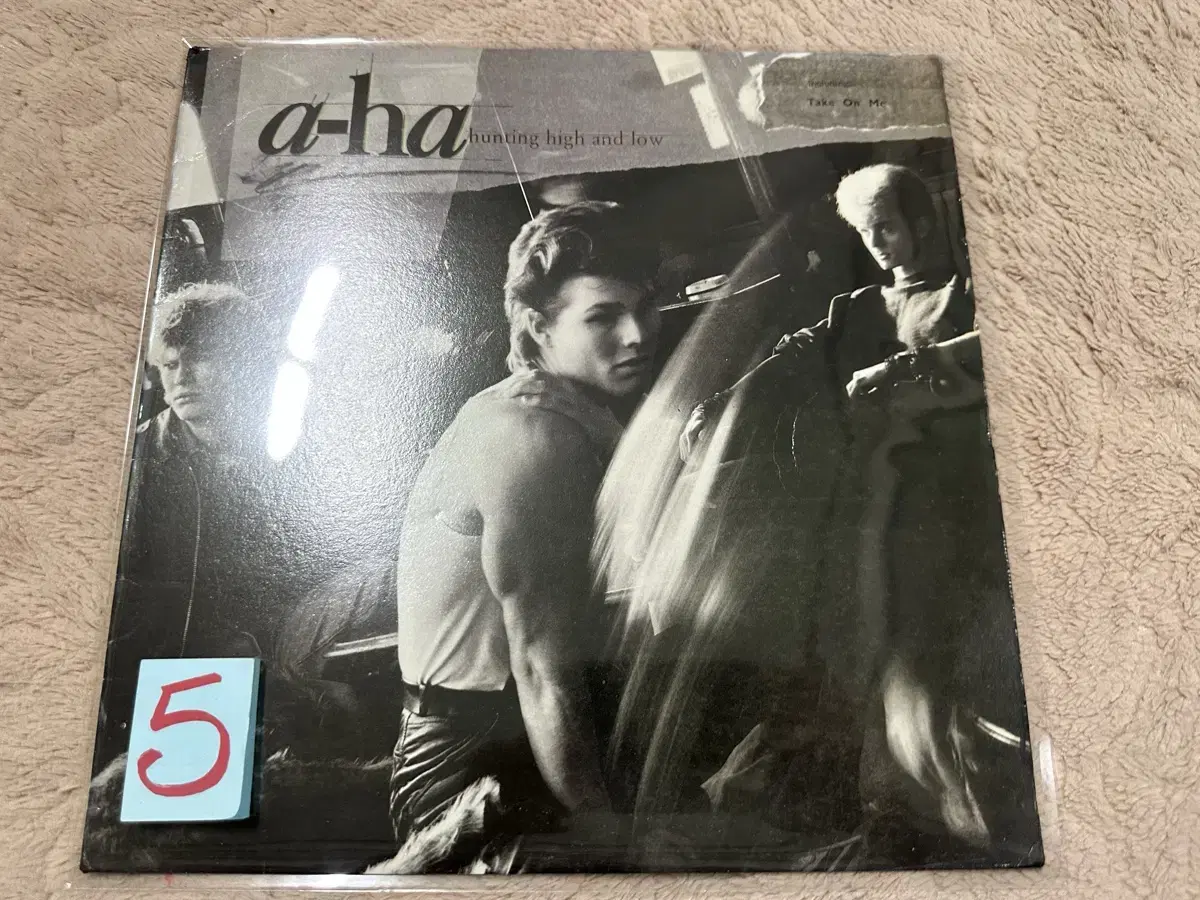 a-ha
hunting high and low
Take On Me
5